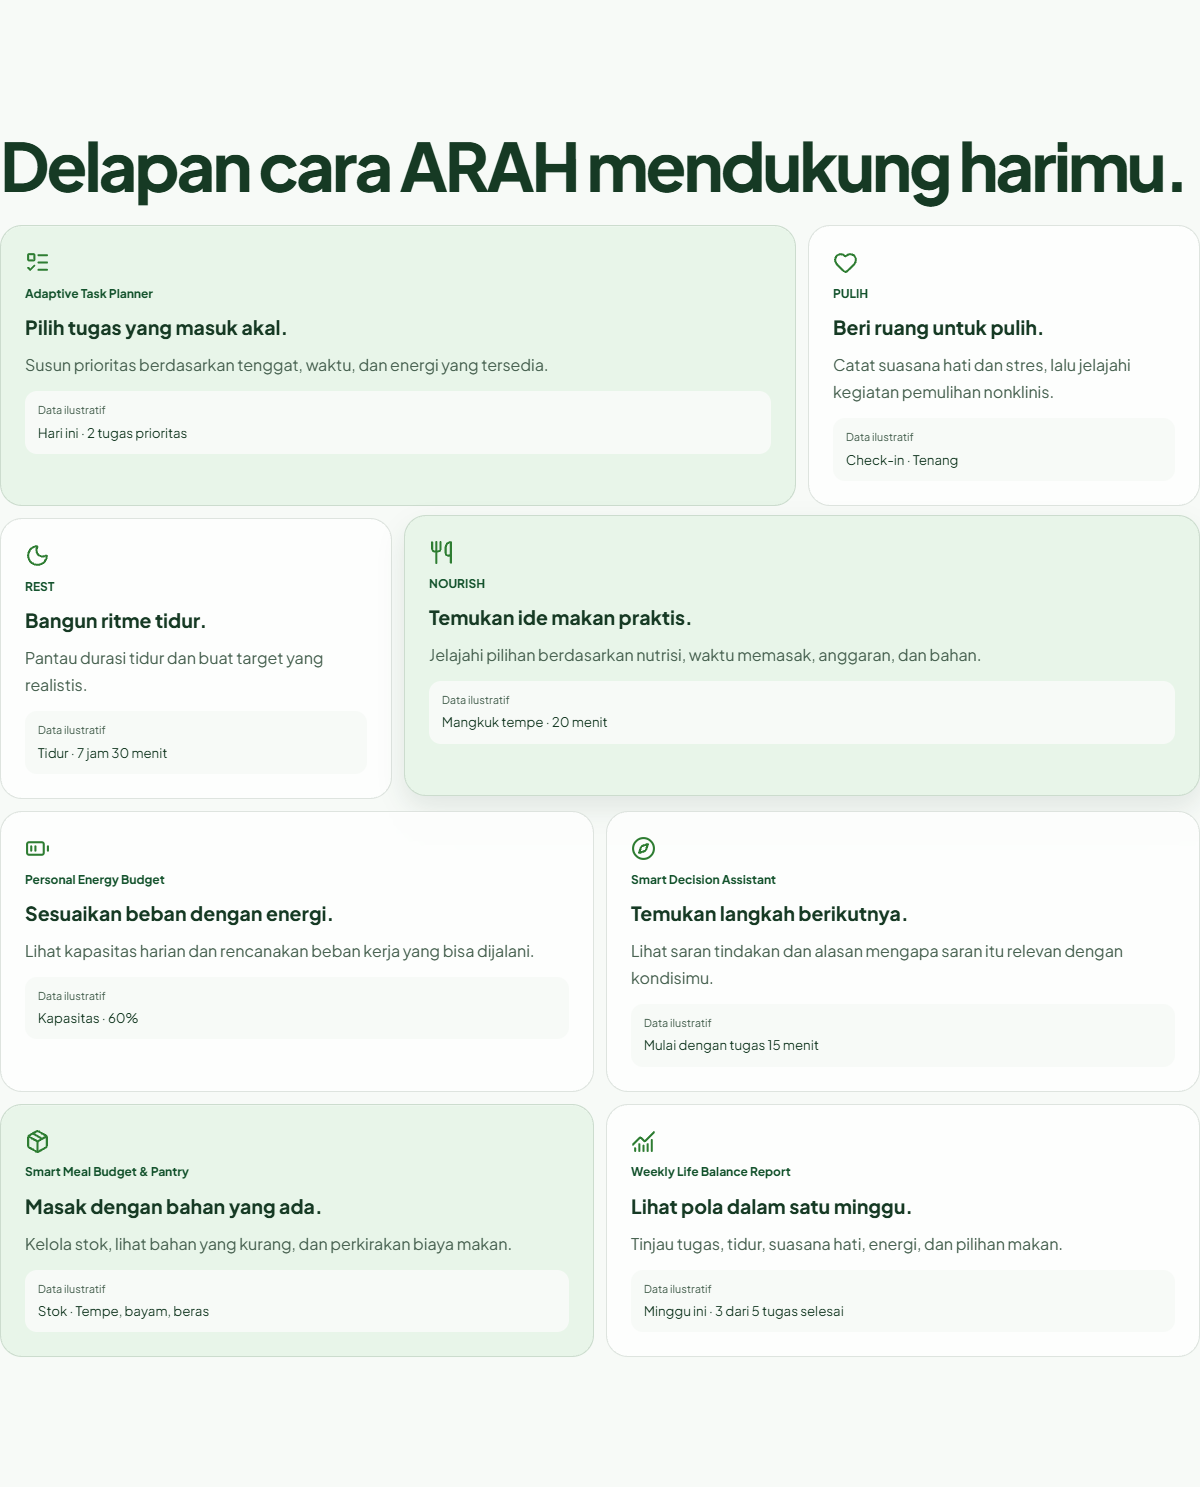 Delapan cara ARAH mendukung harimu.
Adaptive Task Planner
Pilih tugas yang masuk akal.
Susun prioritas berdasarkan tenggat, waktu, dan energi yang tersedia.
Data ilustratif
Hari ini · 2 tugas prioritas
PULIH
Beri ruang untuk pulih.
Catat suasana hati dan stres, lalu jelajahi
kegiatan pemulihan nonklinis.
Data ilustratif
Check-in · Tenang
REST
Bangun ritme tidur.
Pantau durasi tidur dan buat target yang
realistis.
Data ilustratif
Tidur · 7 jam 30 menit
NOURISH
Temukan ide makan praktis.
Jelajahi pilihan berdasarkan nutrisi, waktu memasak, anggaran, dan bahan.
Data ilustratif
Mangkuk tempe · 20 menit
Personal Energy Budget
Sesuaikan beban dengan energi.
Lihat kapasitas harian dan rencanakan beban kerja yang bisa dijalani.
Data ilustratif
Kapasitas · 60%
Smart Decision Assistant
Temukan langkah berikutnya.
Lihat saran tindakan dan alasan mengapa saran itu relevan dengan
kondisimu.
Data ilustratif
Mulai dengan tugas 15 menit
Smart Meal Budget & Pantry
Masak dengan bahan yang ada.
Kelola stok, lihat bahan yang kurang, dan perkirakan biaya makan.
Data ilustratif
Stok · Tempe, bayam, beras
Weekly Life Balance Report
Lihat pola dalam satu minggu.
Tinjau tugas, tidur, suasana hati, energi, dan pilihan makan.
Data ilustratif
Minggu ini · 3 dari 5 tugas selesai